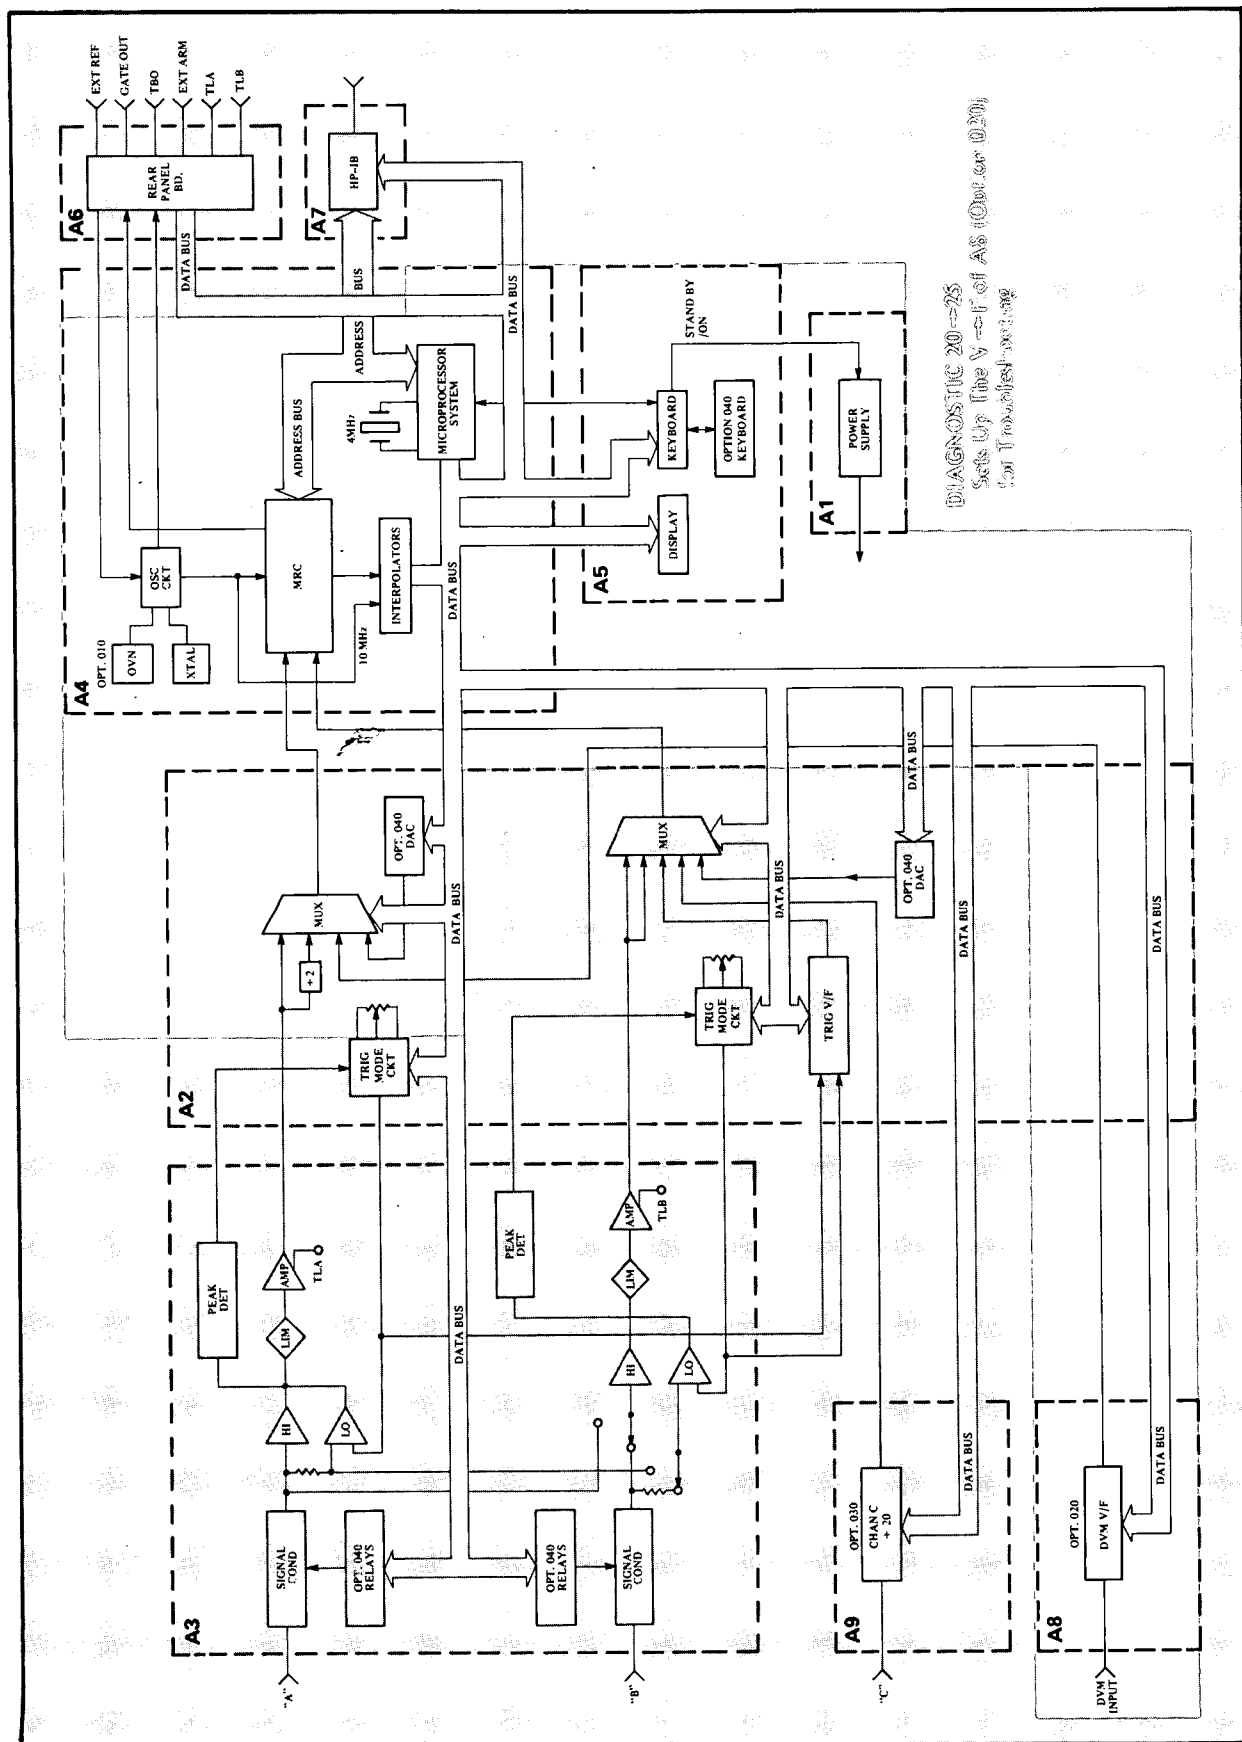 A3
"A"
SIGNAL
COND
OPT. 040
RELAYS
OPT. 040
RELAYS
SIGNAL
COND
"B"
HI
LO
LIM
AMP
TLA
PEAK
DET
DATA BUS
HI
LO
LIM
AMP
TLB
PEAK
DET
A2
TRIG
MODE
CKT
÷ 2
MUX
OPT. 040
DAC
DATA BUS
TRIG
MODE
CKT
TRIG V/F
MUX
DATA BUS
OPT. 040
DAC
DATA BUS
A4
OPT. 010
OVN
XTAL
OSC
CKT
MRC
10 MHz
INTERPOLATORS
ADDRESS BUS
4MHz
MICROPROCESSOR
SYSTEM
ADDRESS BUS
DATA BUS
DATA BUS
DATA BUS
A6
REAR
PANEL
BD.
EXT REF
GATE OUT
TBO
EXT ARM
TLA
TLB
A7
HP-IB
A5
DISPLAY
KEYBOARD
OPTION 040
KEYBOARD
STAND BY
/ON
A1
POWER
SUPPLY
A9
"C"
OPT. 030
CHAN C
÷ 20
DATA BUS
DATA BUS
A8
DVM
INPUT
OPT. 020
DVM V/F
DATA BUS
DATA BUS
DIAGNOSTIC 20-25
Sets Up The V-F of A8 (Option 020)
for Troubleshooting